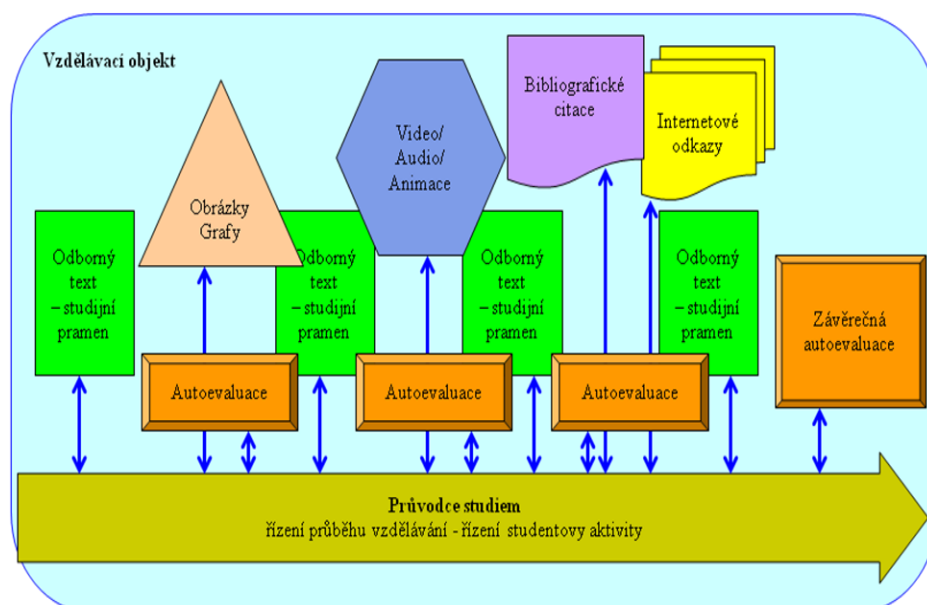 Vzdělávací objekt
Obrázky
Grafy
Video/
Audio/
Animace
Bibliografické
citace
Internetové
odkazy
Odborný
text
– studijní
pramen
Odborný
text
– studijní
pramen
Odborný
text
– studijní
pramen
Odborný
text
– studijní
pramen
Závěrečná
autoevaluace
Autoevaluace
Autoevaluace
Autoevaluace
Průvodce studiem
řízení průběhu vzdělávání - řízení studentovy aktivity